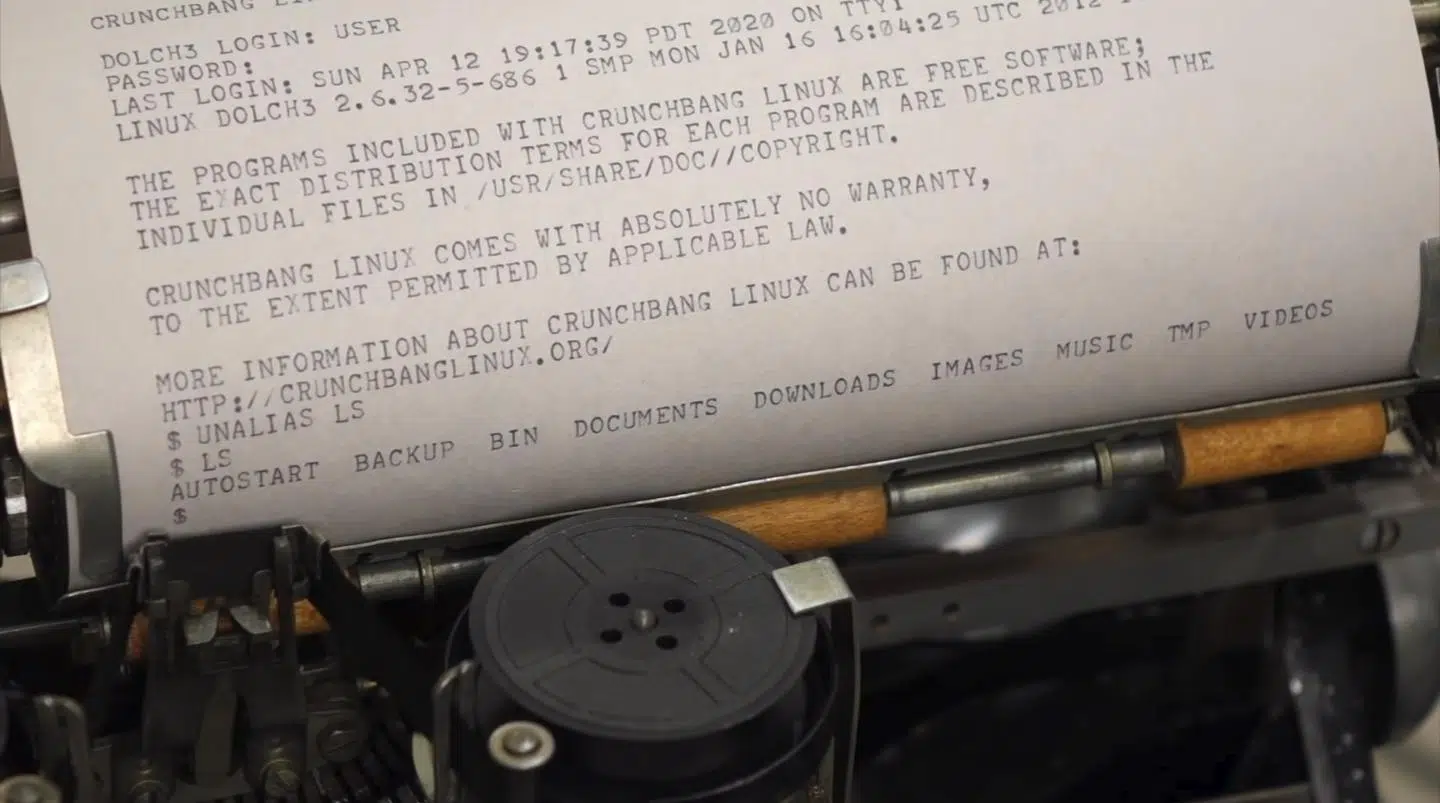 CRUNCHBANG
DOLCH3 LOGIN: USER
PASSWORD:
LAST LOGIN: SUN APR 12 19:17:39 PDT 2020 ON TTY1
LINUX DOLCH3 2.6.32-5-686 1 SMP MON JAN 16 16:04:25 UTC 2012
THE PROGRAMS INCLUDED WITH CRUNCHBANG LINUX ARE FREE SOFTWARE;
THE EXACT DISTRIBUTION TERMS FOR EACH PROGRAM ARE DESCRIBED IN THE
INDIVIDUAL FILES IN /USR/SHARE/DOC//COPYRIGHT.
CRUNCHBANG LINUX COMES WITH ABSOLUTELY NO WARRANTY,
TO THE EXTENT PERMITTED BY APPLICABLE LAW.
MORE INFORMATION ABOUT CRUNCHBANG LINUX CAN BE FOUND AT:
HTTP://CRUNCHBANGLINUX.ORG/
$ UNALIAS LS
$ LS
AUTOSTART BACKUP BIN DOCUMENTS DOWNLOADS IMAGES MUSIC TMP VIDEOS
$